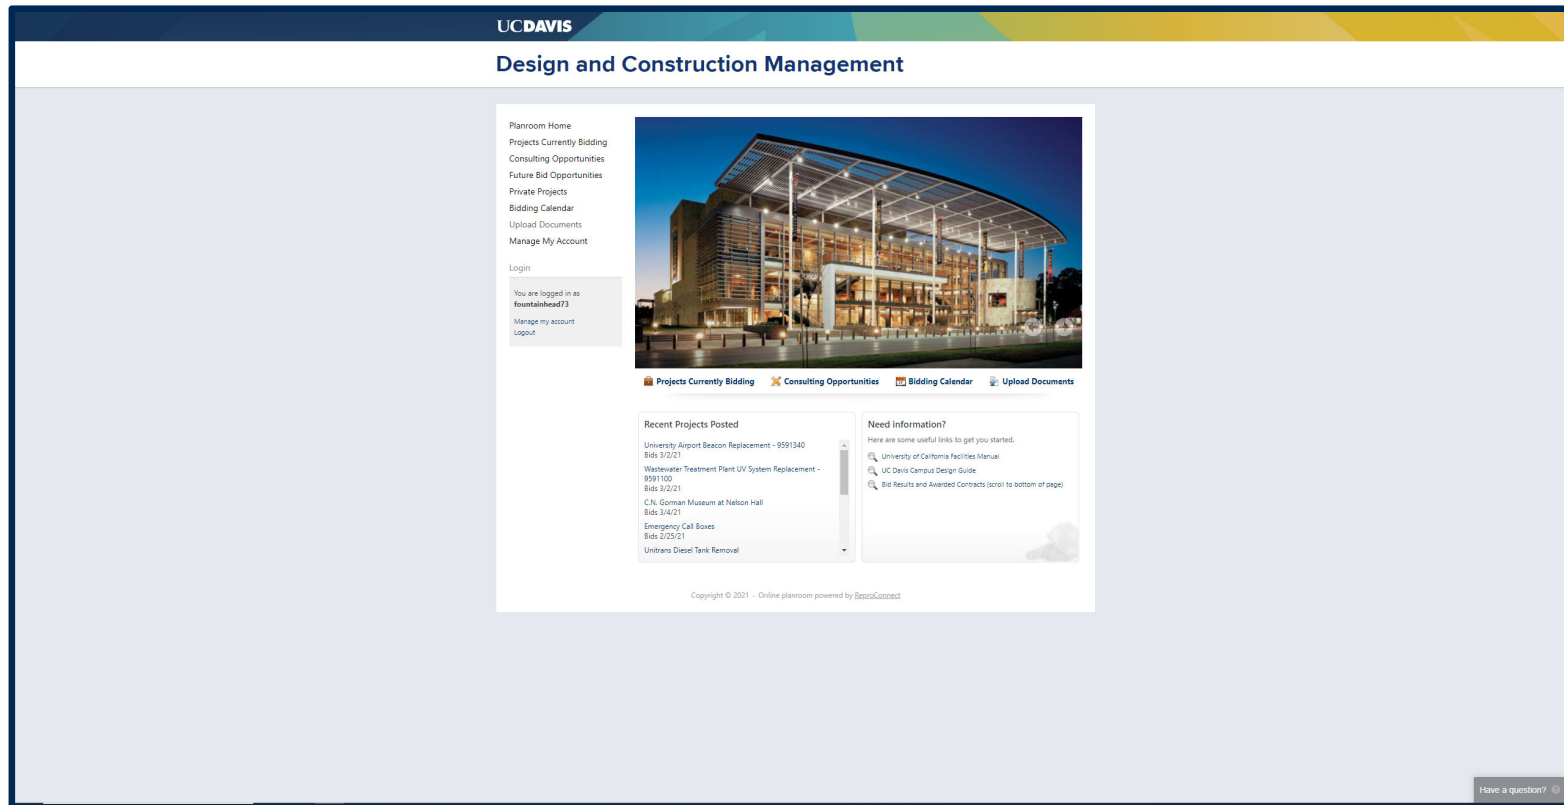 UCDAVIS
Design and Construction Management
Planroom Home
Projects Currently Bidding
Consulting Opportunities
Future Bid Opportunities
Private Projects
Bidding Calendar
Upload Documents
Manage My Account
Login
You are logged in as
fountainhead73
Manage my account
Logout
Projects Currently Bidding
Consulting Opportunities
Bidding Calendar
Upload Documents
Recent Projects Posted
University Airport Beacon Replacement - 9591340
Bids 3/2/21
Wastewater Treatment Plant UV System Replacement -
9591100
Bids 3/2/21
C.N. Gorman Museum at Nelson Hall
Bids 3/4/21
Emergency Call Boxes
Bids 2/25/21
Unitrans Diesel Tank Removal
Need information?
Here are some useful links to get you started.
University of California Facilities Manual
UC Davis Campus Design Guide
Bid Results and Awarded Contracts (scroll to bottom of page)
Copyright © 2021 · Online planroom powered by ReproConnect
Have a question?